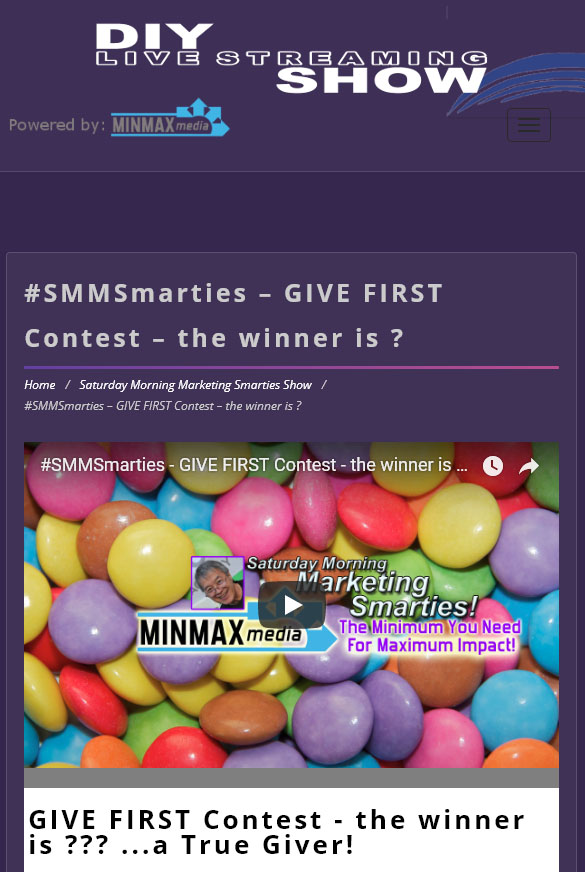 DIY
LIVE STREAMING
SHOW
Powered by: MINMAX media
#SMMSmarties – GIVE FIRST
Contest – the winner is ?
Home / Saturday Morning Marketing Smarties Show /
#SMMSmarties – GIVE FIRST Contest – the winner is ?
#SMMSmarties - GIVE FIRST Contest - the winner is ...
Saturday Morning
Marketing
Smarties!
MINMAX media
The Minimum You Need
For Maximum Impact!
GIVE FIRST Contest - the winner
is ??? ...a True Giver!